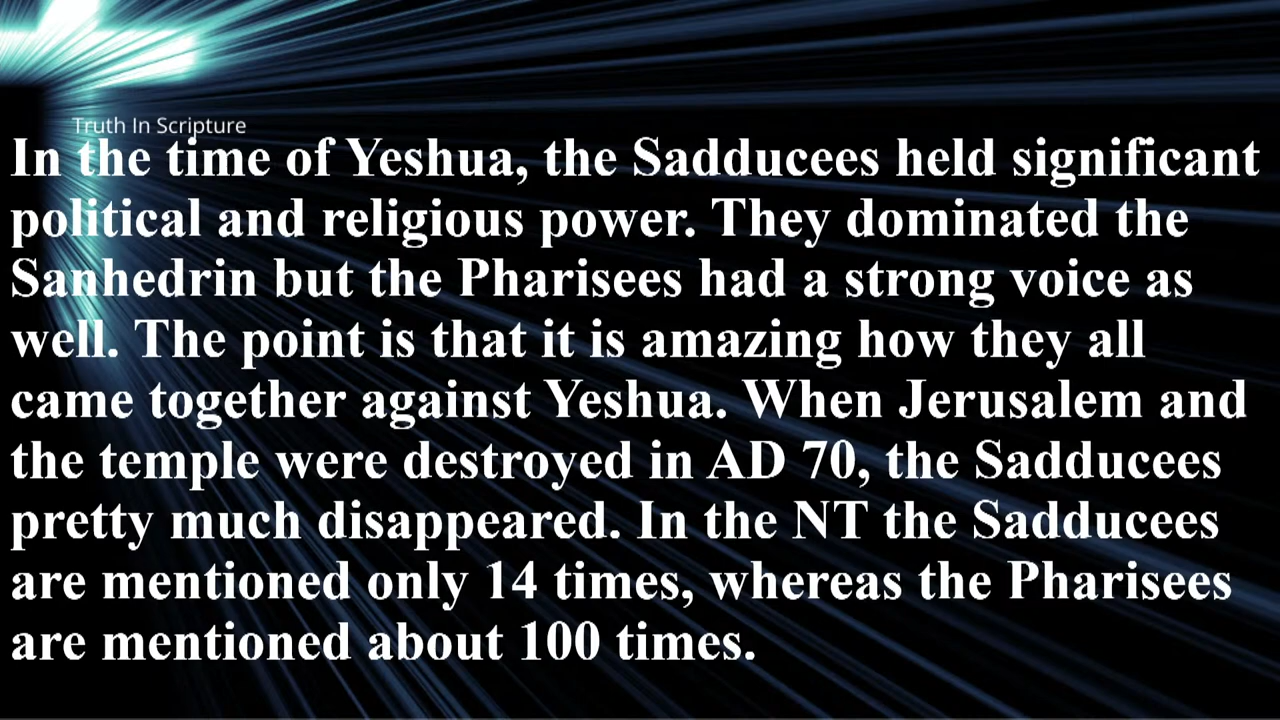 Truth In Scripture
In the time of Yeshua, the Sadducees held significant
political and religious power. They dominated the
Sanhedrin but the Pharisees had a strong voice as
well. The point is that it is amazing how they all
came together against Yeshua. When Jerusalem and
the temple were destroyed in AD 70, the Sadducees
pretty much disappeared. In the NT the Sadducees
are mentioned only 14 times, whereas the Pharisees
are mentioned about 100 times.